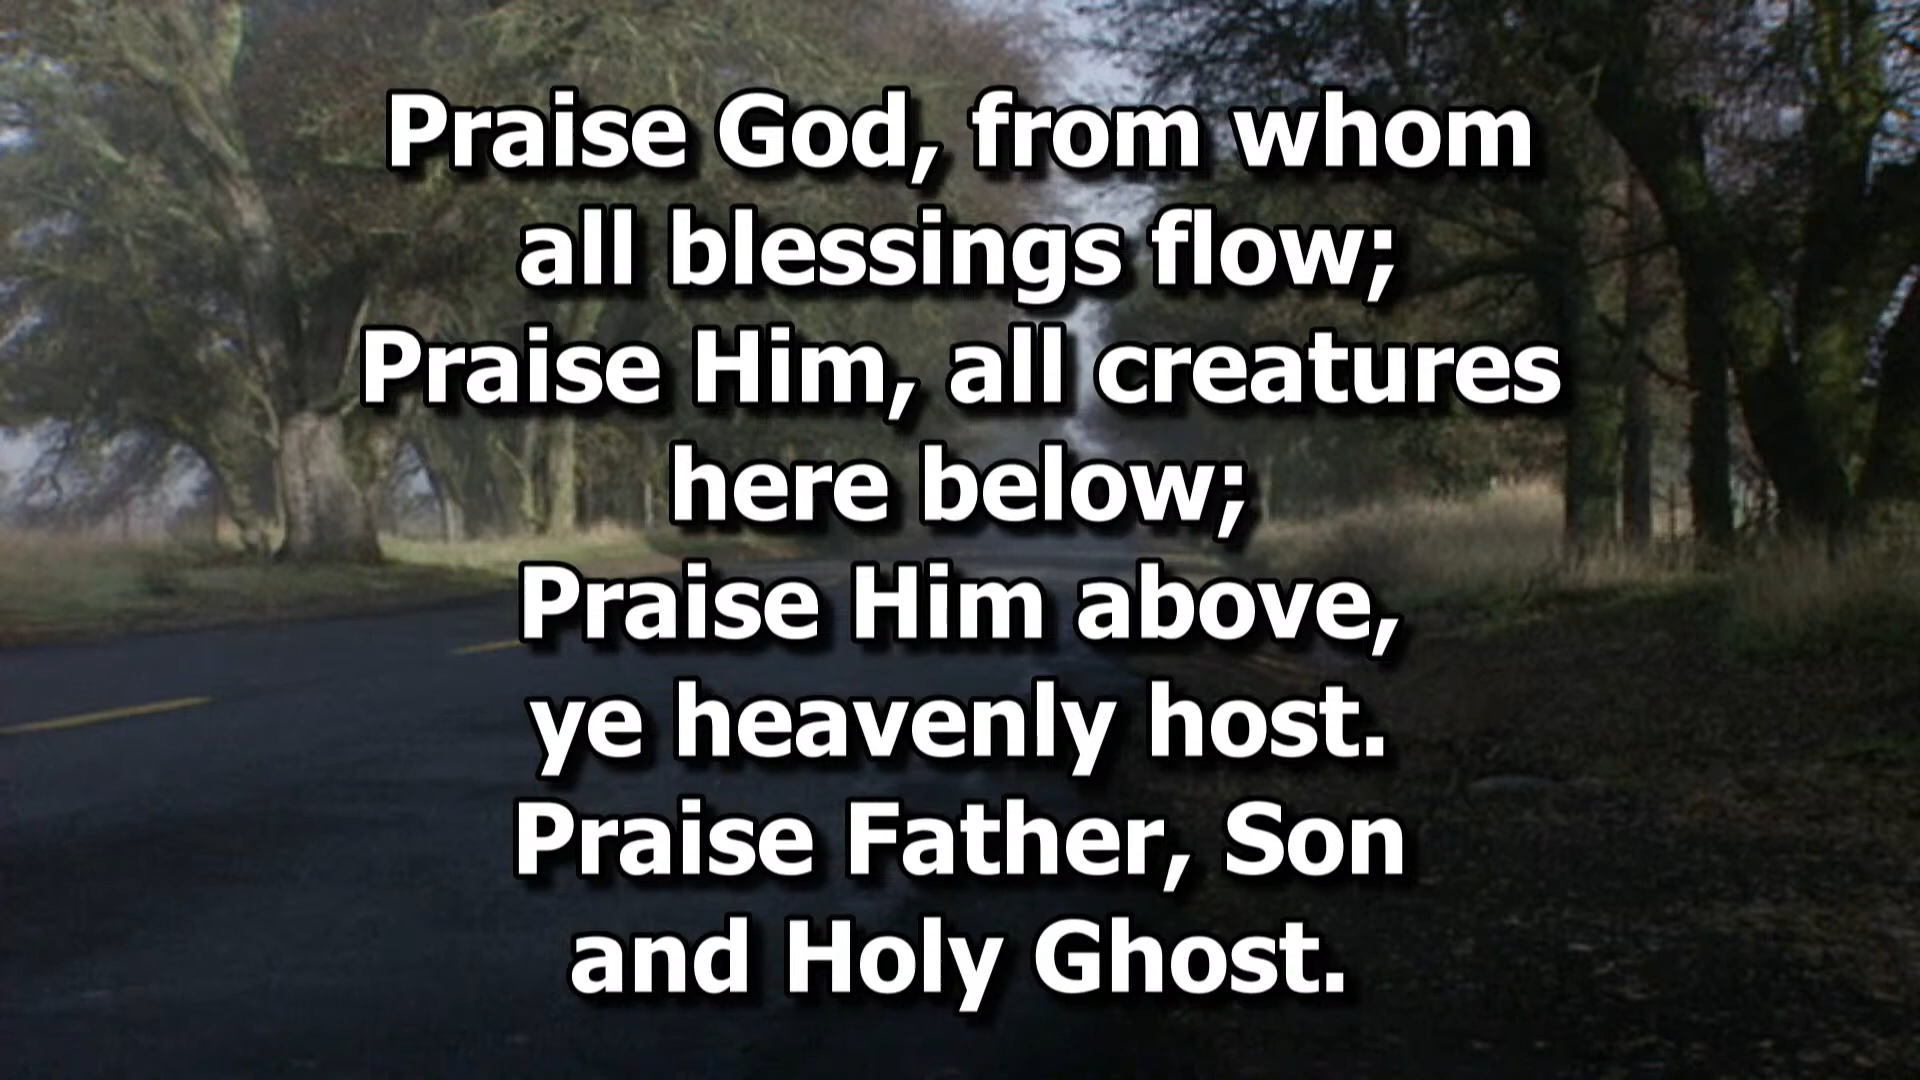 Praise God, from whom
all blessings flow;
Praise Him, all creatures
here below;
Praise Him above,
ye heavenly host.
Praise Father, Son
and Holy Ghost.